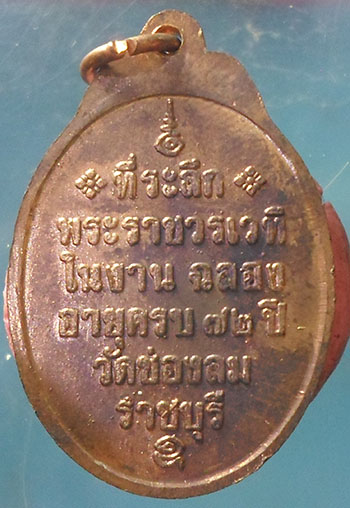 ที่ระฤก
พระราชวรเวที
ในงาน ฉลอง
อายุครบ ๗๒ ปี
วัดช่องลม
ราชบุรี